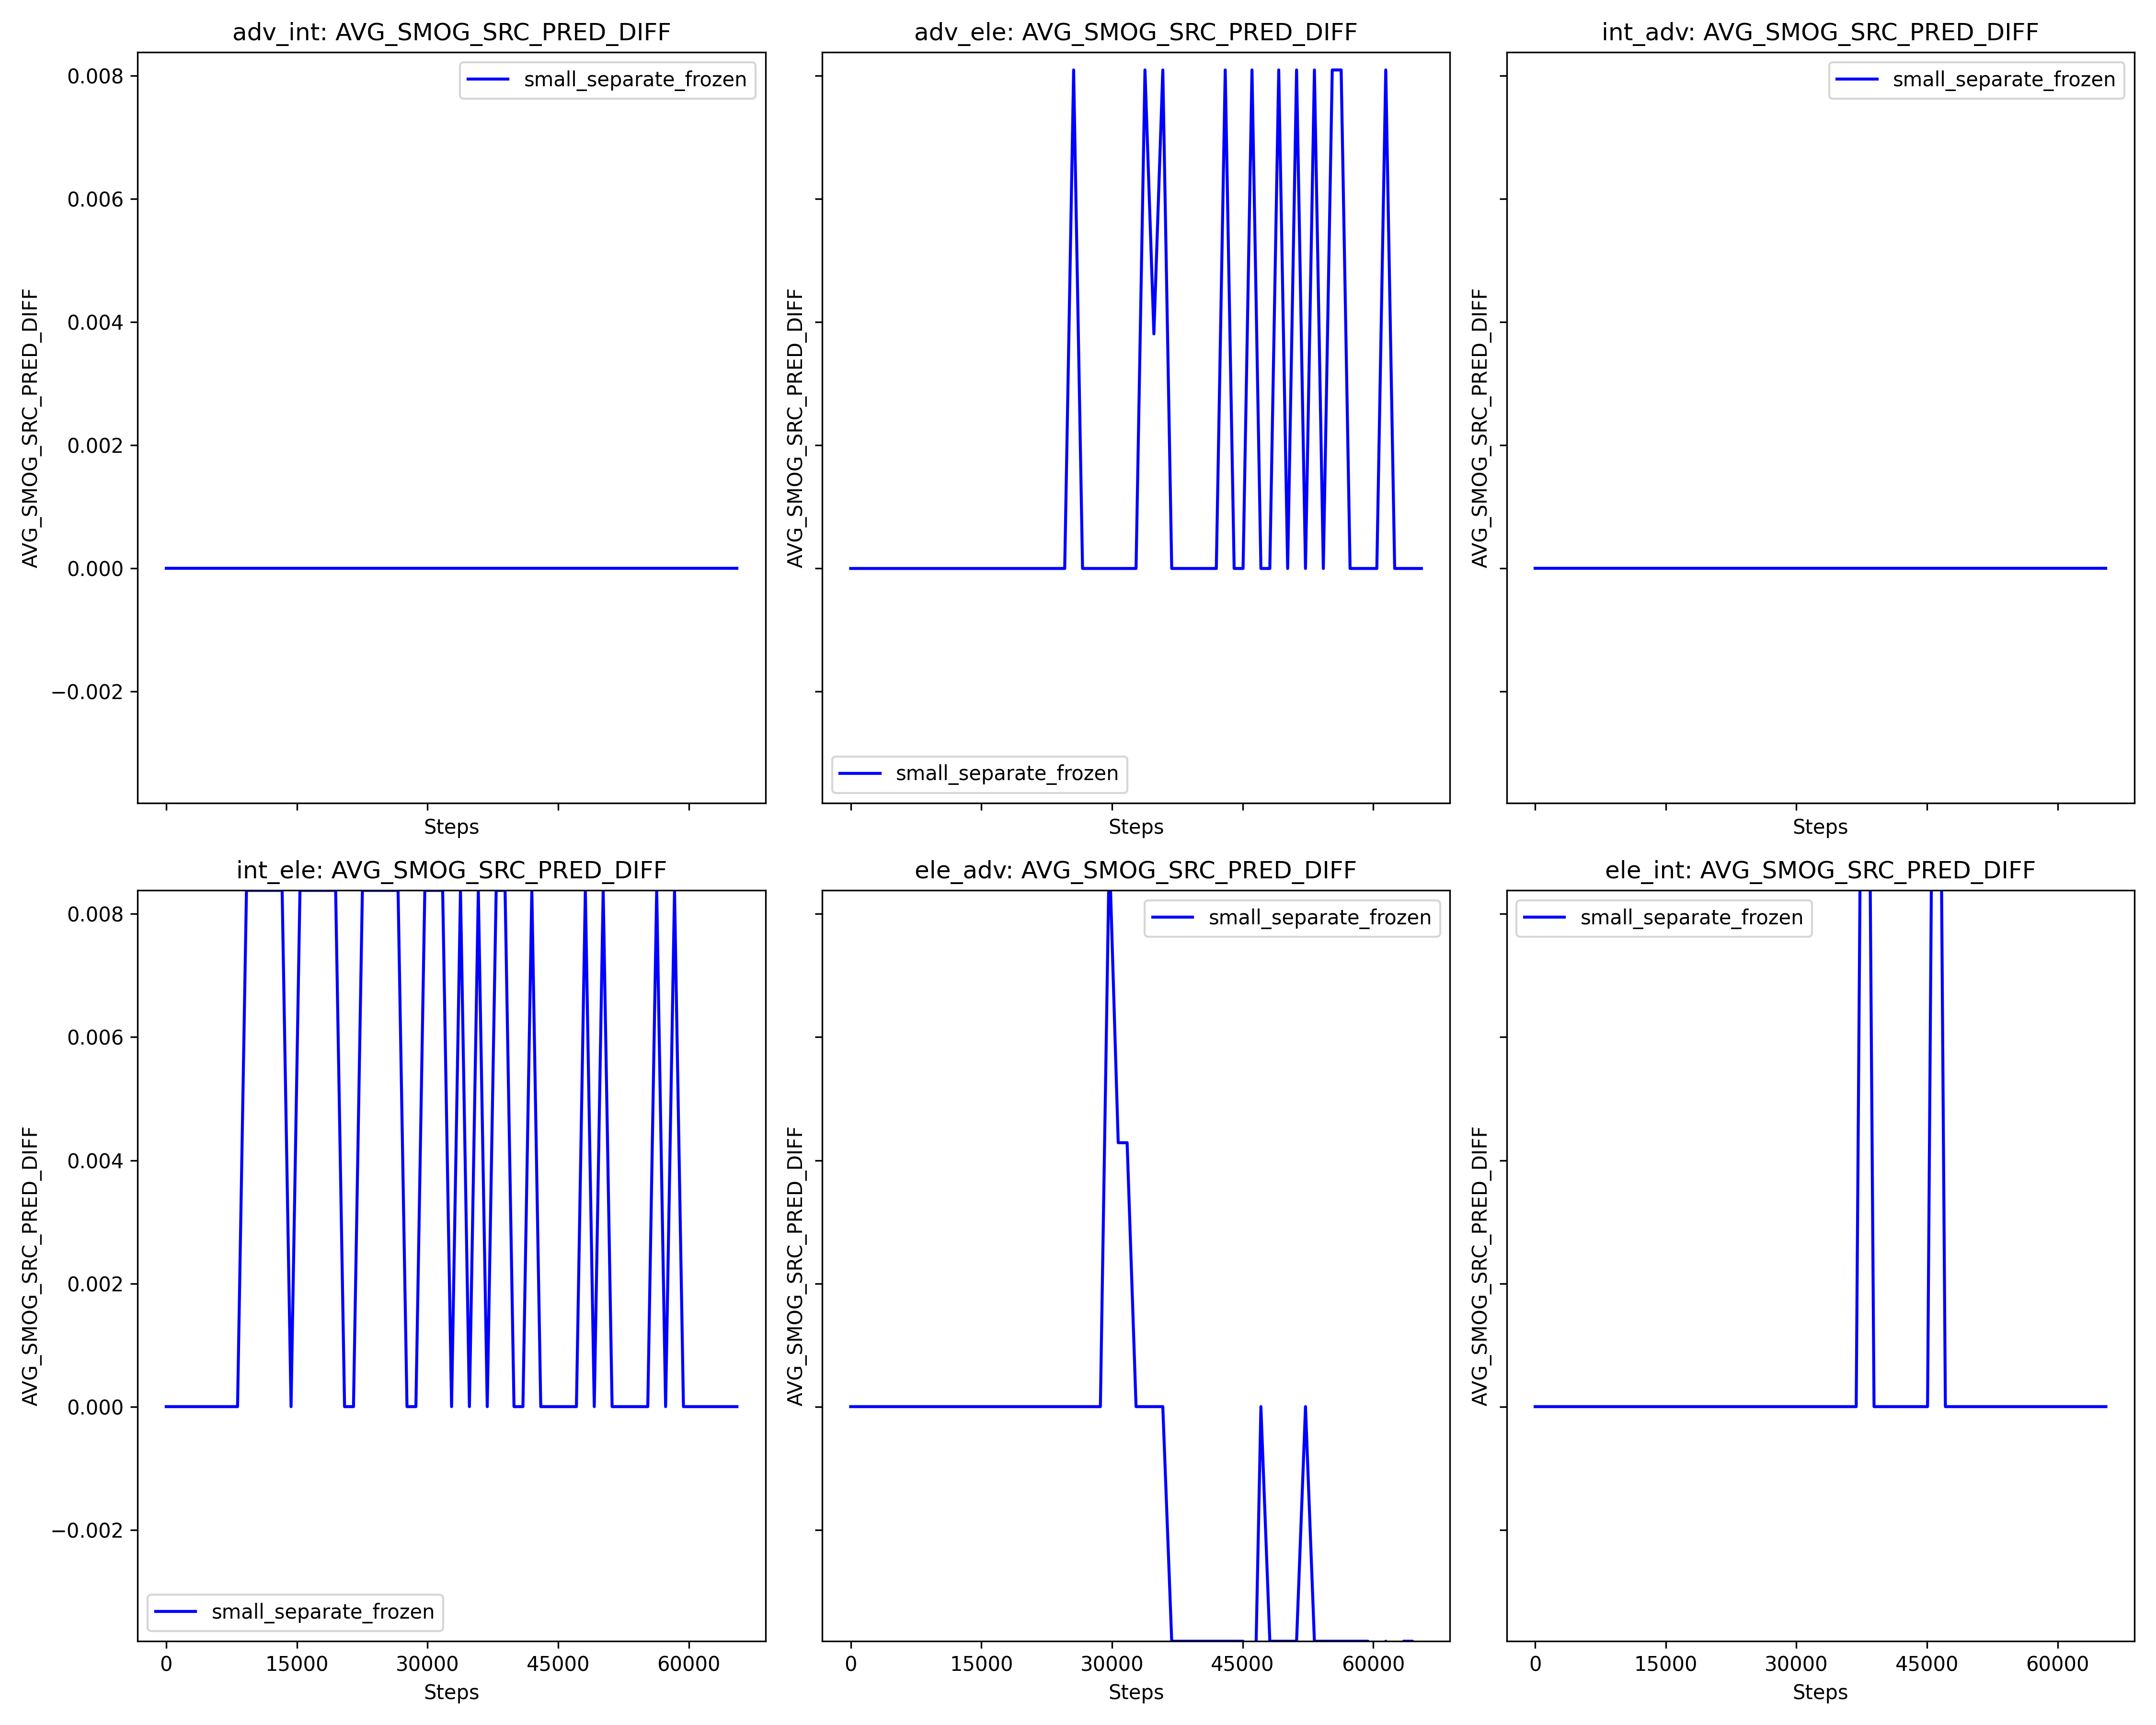 adv_int: AVG_SMOG_SRC_PRED_DIFF
adv_ele: AVG_SMOG_SRC_PRED_DIFF
int_adv: AVG_SMOG_SRC_PRED_DIFF
AVG_SMOG_SRC_PRED_DIFF
0.008
0.006
0.004
0.002
0.000
−0.002
small_separate_frozen
Steps
AVG_SMOG_SRC_PRED_DIFF
small_separate_frozen
Steps
AVG_SMOG_SRC_PRED_DIFF
small_separate_frozen
Steps
int_ele: AVG_SMOG_SRC_PRED_DIFF
ele_adv: AVG_SMOG_SRC_PRED_DIFF
ele_int: AVG_SMOG_SRC_PRED_DIFF
AVG_SMOG_SRC_PRED_DIFF
0.008
0.006
0.004
0.002
0.000
−0.002
small_separate_frozen
0 15000 30000 45000 60000
Steps
AVG_SMOG_SRC_PRED_DIFF
small_separate_frozen
0 15000 30000 45000 60000
Steps
AVG_SMOG_SRC_PRED_DIFF
small_separate_frozen
0 15000 30000 45000 60000
Steps